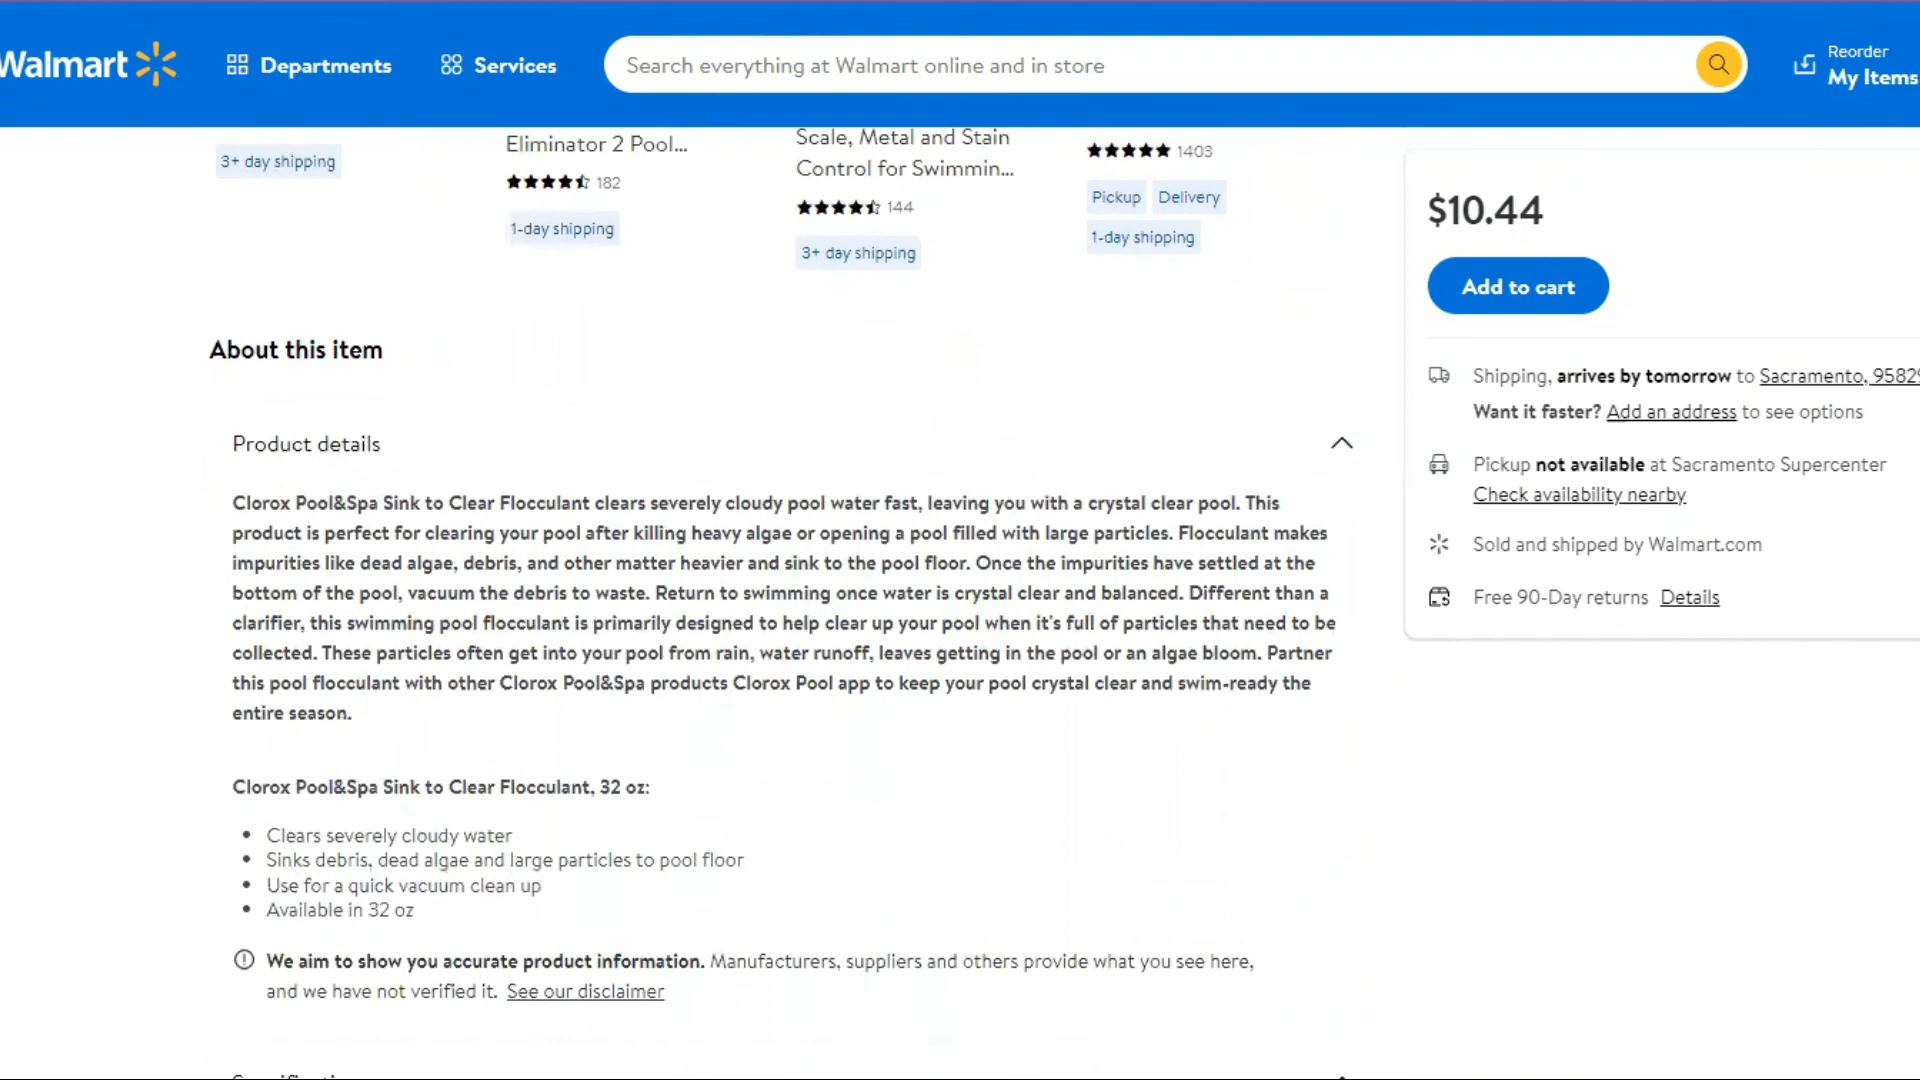 Walmart
Departments
Services
Search everything at Walmart online and in store
Reorder
My Items
3+ day shipping
Eliminator 2 Pool...
182
1-day shipping
Scale, Metal and Stain
Control for Swimmin...
144
3+ day shipping
1403
Pickup Delivery
1-day shipping
$10.44
Add to cart
Shipping, arrives by tomorrow to Sacramento, 95829
Want it faster? Add an address to see options
Pickup not available at Sacramento Supercenter
Check availability nearby
Sold and shipped by Walmart.com
Free 90-Day returns Details
About this item
Product details
Clorox Pool&Spa Sink to Clear Flocculant clears severely cloudy pool water fast, leaving you with a crystal clear pool. This
product is perfect for clearing your pool after killing heavy algae or opening a pool filled with large particles. Flocculant makes
impurities like dead algae, debris, and other matter heavier and sink to the pool floor. Once the impurities have settled at the
bottom of the pool, vacuum the debris to waste. Return to swimming once water is crystal clear and balanced. Different than a
clarifier, this swimming pool flocculant is primarily designed to help clear up your pool when it's full of particles that need to be
collected. These particles often get into your pool from rain, water runoff, leaves getting in the pool or an algae bloom. Partner
this pool flocculant with other Clorox Pool&Spa products Clorox Pool app to keep your pool crystal clear and swim-ready the
entire season.
Clorox Pool&Spa Sink to Clear Flocculant, 32 oz:
Clears severely cloudy water
Sinks debris, dead algae and large particles to pool floor
Use for a quick vacuum clean up
Available in 32 oz
We aim to show you accurate product information. Manufacturers, suppliers and others provide what you see here,
and we have not verified it. See our disclaimer